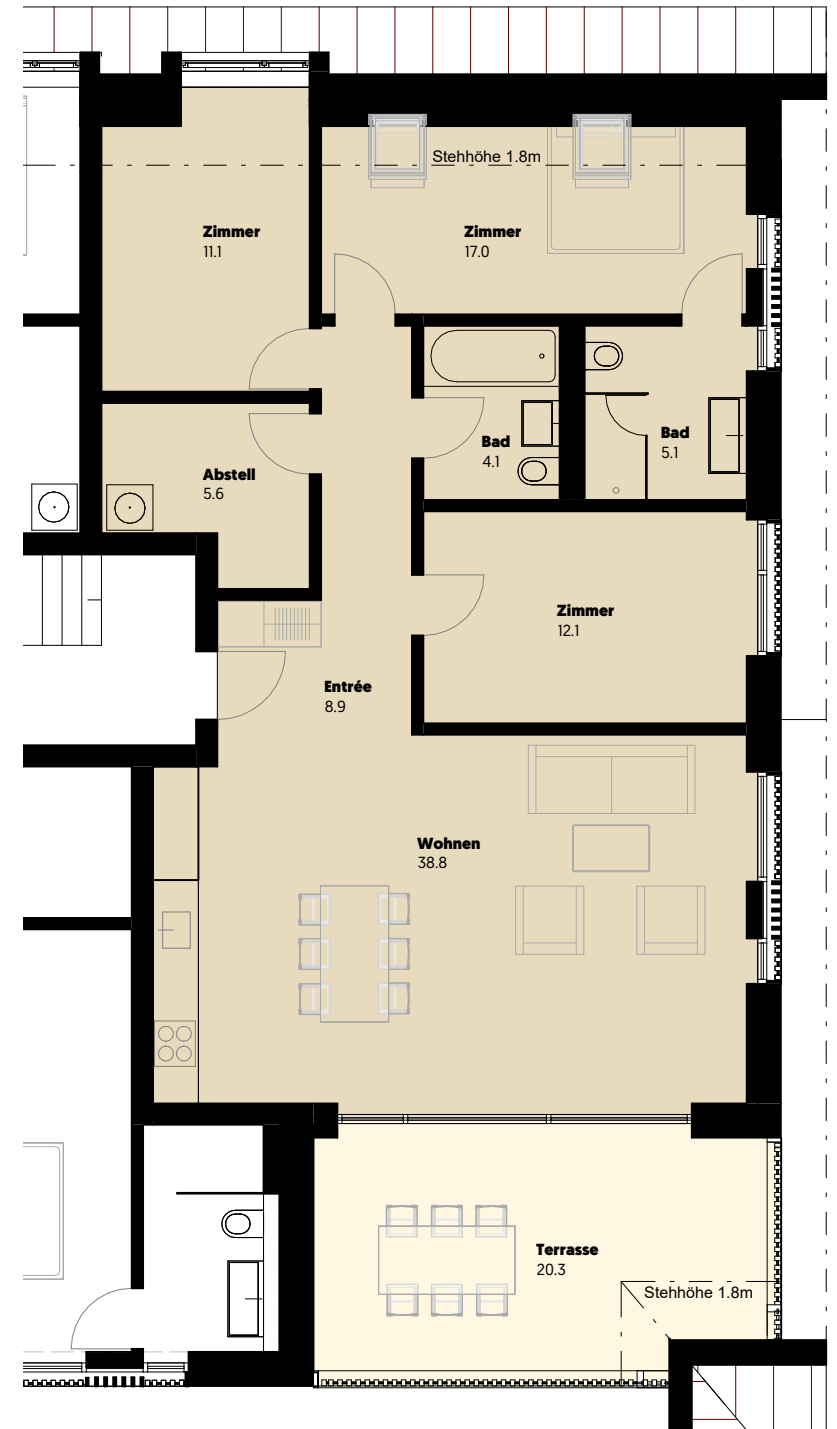 Stehhöhe 1.8m
Zimmer
11.1
Zimmer
17.0
Bad
4.1
Bad
5.1
Abstell
5.6
Zimmer
12.1
Entrée
8.9
Wohnen
38.8
Terrasse
20.3
Stehhöhe 1.8m